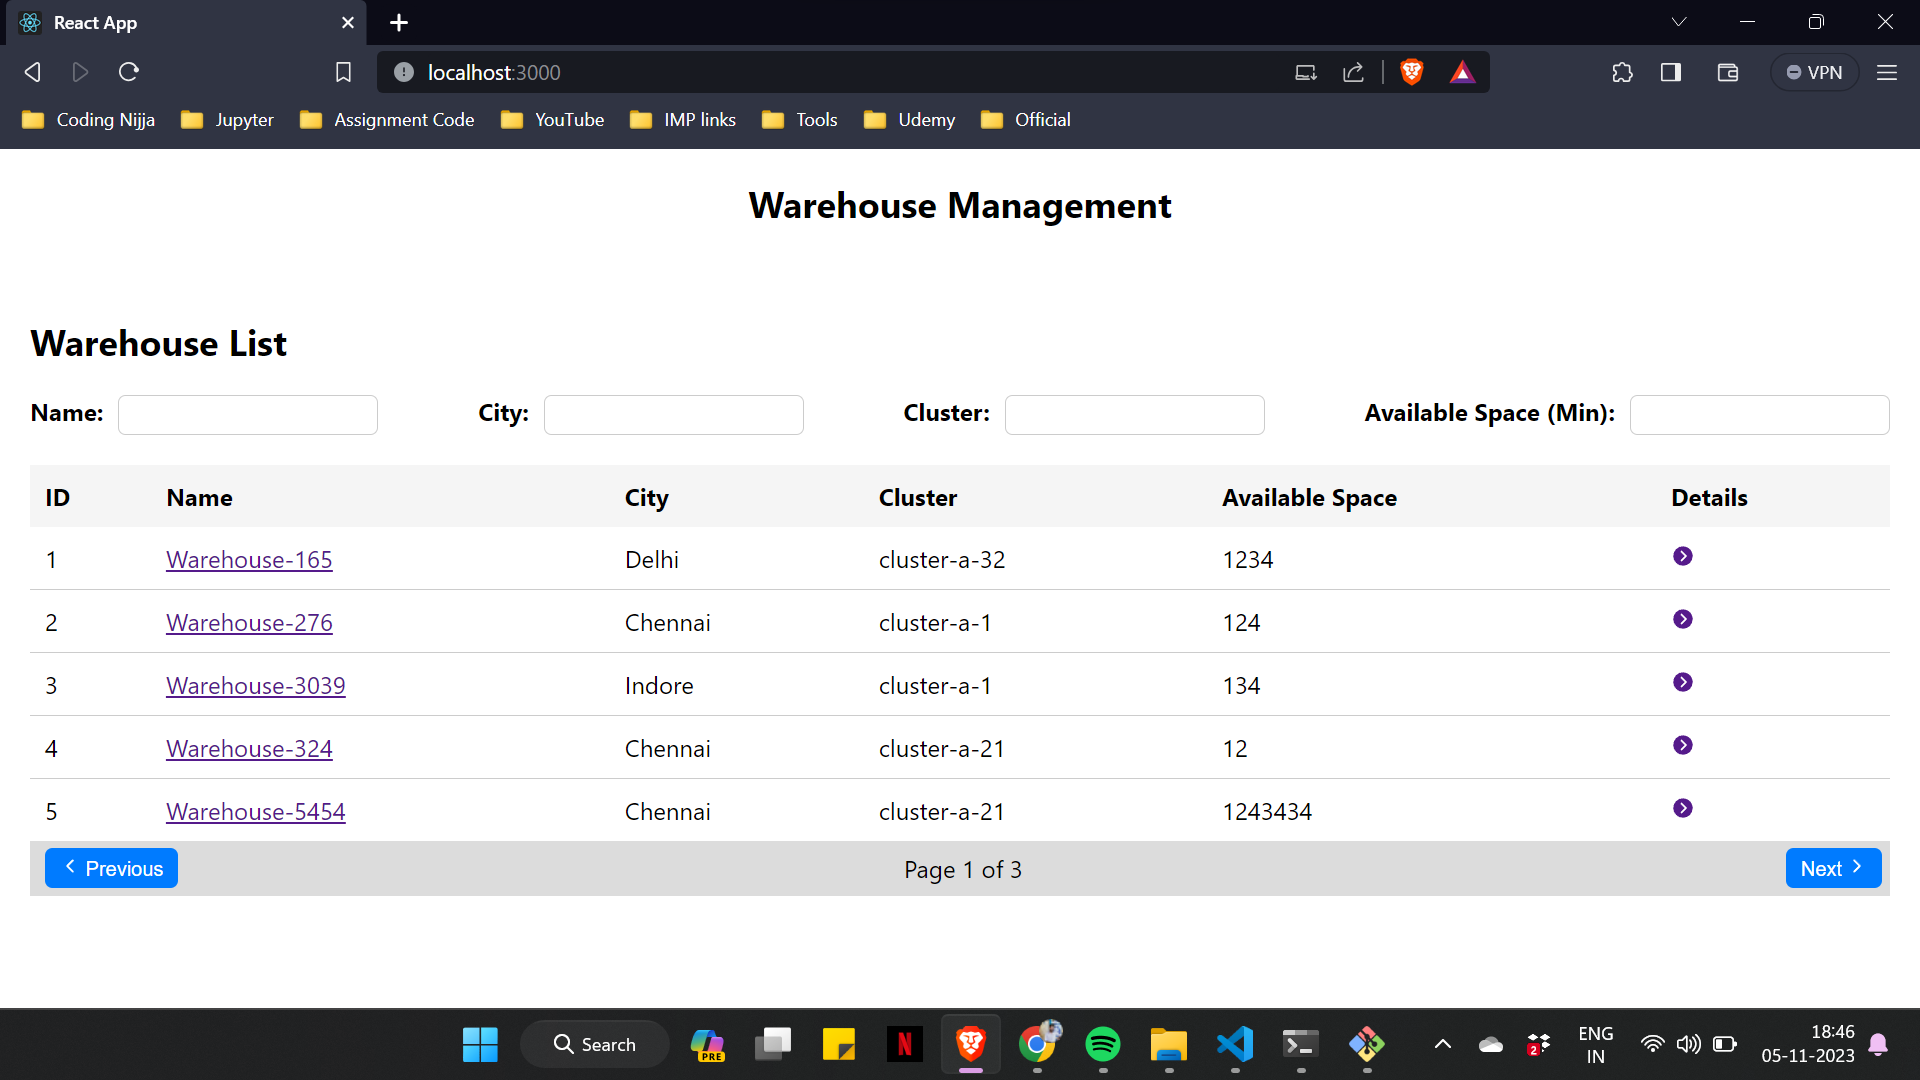 React App
localhost:3000
VPN
Coding Nijja Jupyter Assignment Code YouTube IMP links Tools Udemy Official
Warehouse Management
Warehouse List
Name: City: Cluster: Available Space (Min):
ID Name City Cluster Available Space Details
1 Warehouse-165 Delhi cluster-a-32 1234
2 Warehouse-276 Chennai cluster-a-1 124
3 Warehouse-3039 Indore cluster-a-1 134
4 Warehouse-324 Chennai cluster-a-21 12
5 Warehouse-5454 Chennai cluster-a-21 1243434
Previous Page 1 of 3 Next
Search PRE N 2 ENG 18:46
IN 05-11-2023